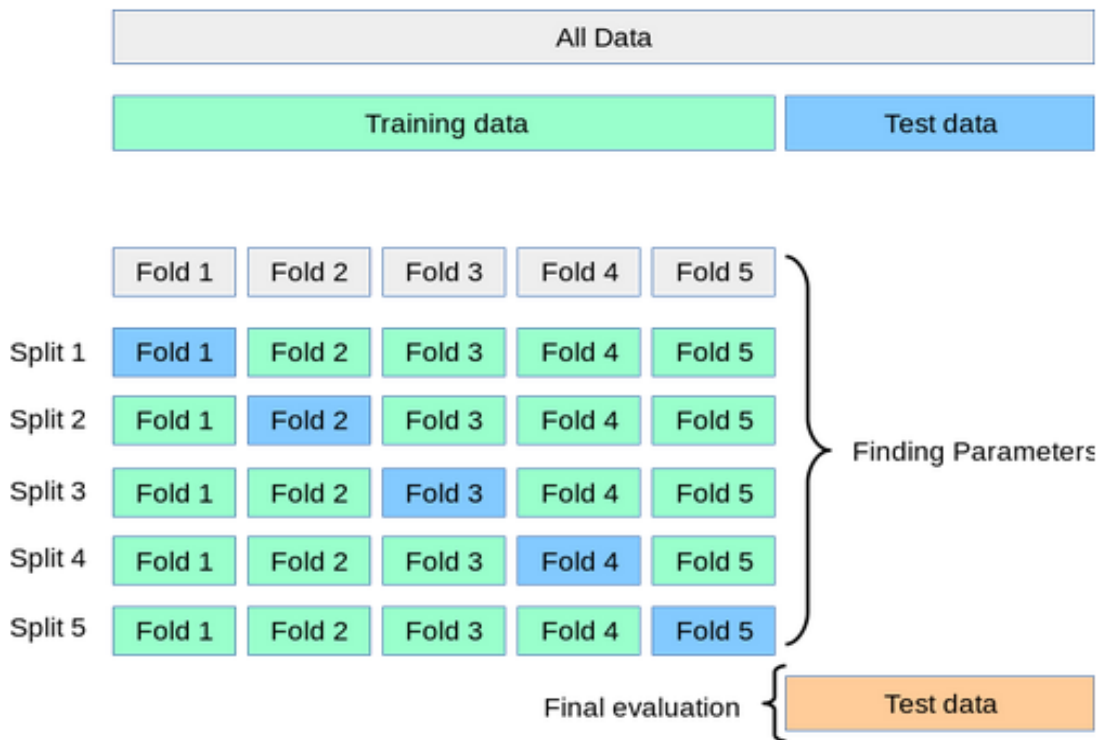 All Data
Training data Test data
Fold 1 Fold 2 Fold 3 Fold 4 Fold 5
Split 1 Fold 1 Fold 2 Fold 3 Fold 4 Fold 5
Split 2 Fold 1 Fold 2 Fold 3 Fold 4 Fold 5
Finding Parameters
Split 3 Fold 1 Fold 2 Fold 3 Fold 4 Fold 5
Split 4 Fold 1 Fold 2 Fold 3 Fold 4 Fold 5
Split 5 Fold 1 Fold 2 Fold 3 Fold 4 Fold 5
Final evaluation Test data